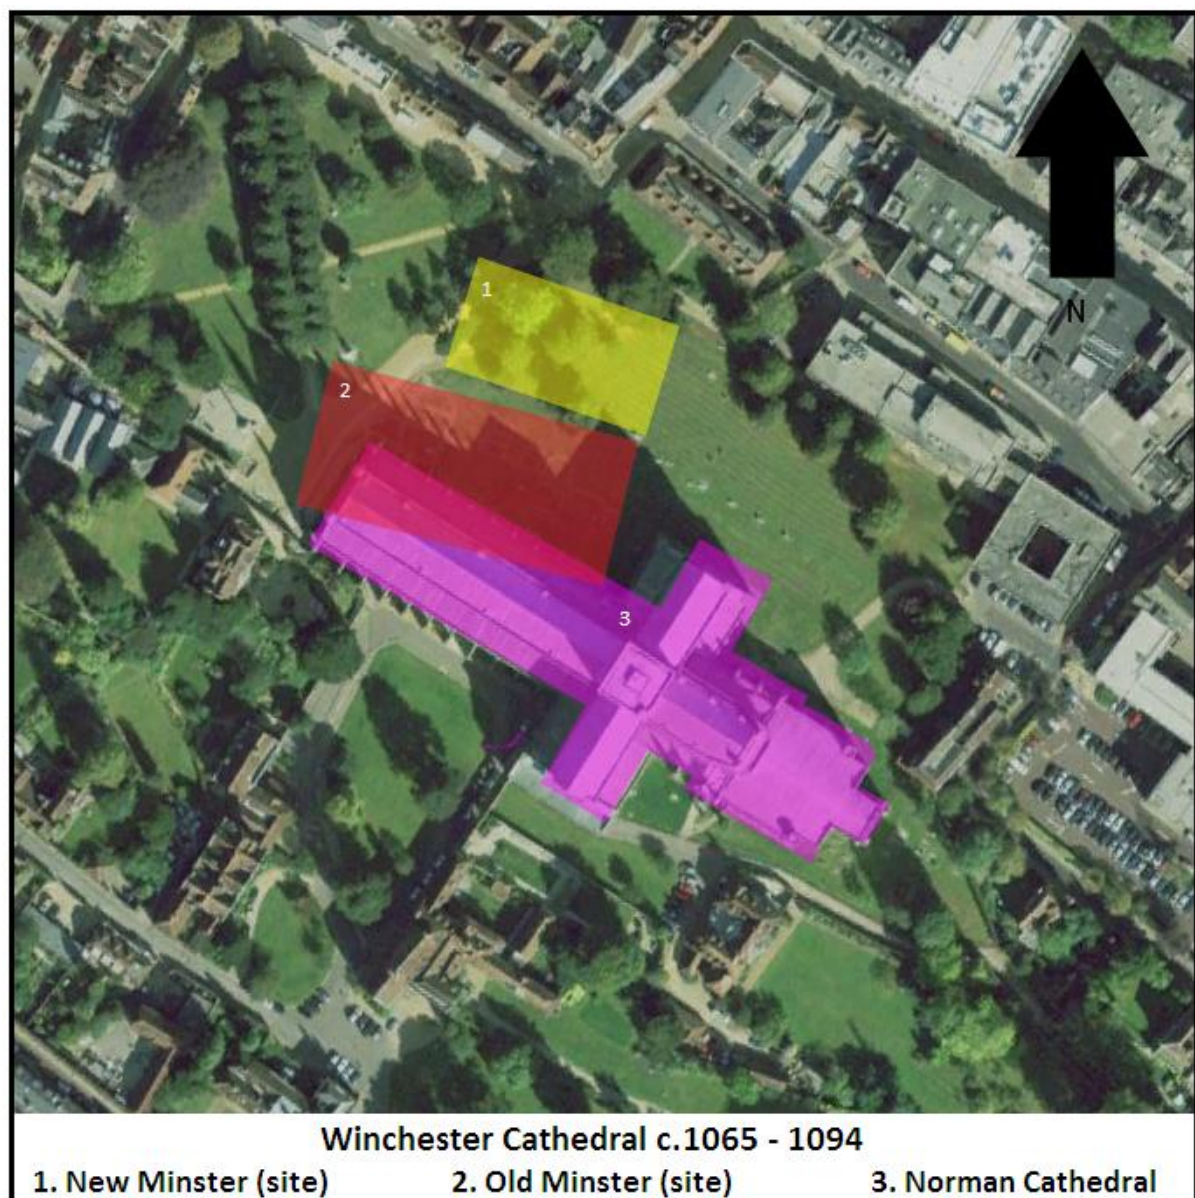 1
2
3
N
Winchester Cathedral c.1065 - 1094
1. New Minster (site) 2. Old Minster (site) 3. Norman Cathedral